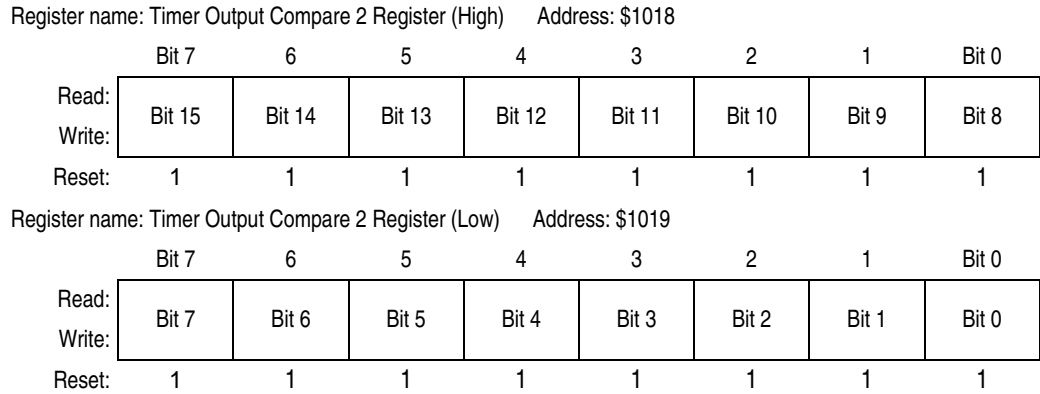 Register name: Timer Output Compare 2 Register (High) Address: $1018
Bit 7 6 5 4 3 2 1 Bit 0
Read:
Bit 15 Bit 14 Bit 13 Bit 12 Bit 11 Bit 10 Bit 9 Bit 8
Write:
Reset: 1 1 1 1 1 1 1 1
Register name: Timer Output Compare 2 Register (Low) Address: $1019
Bit 7 6 5 4 3 2 1 Bit 0
Read:
Bit 7 Bit 6 Bit 5 Bit 4 Bit 3 Bit 2 Bit 1 Bit 0
Write:
Reset: 1 1 1 1 1 1 1 1